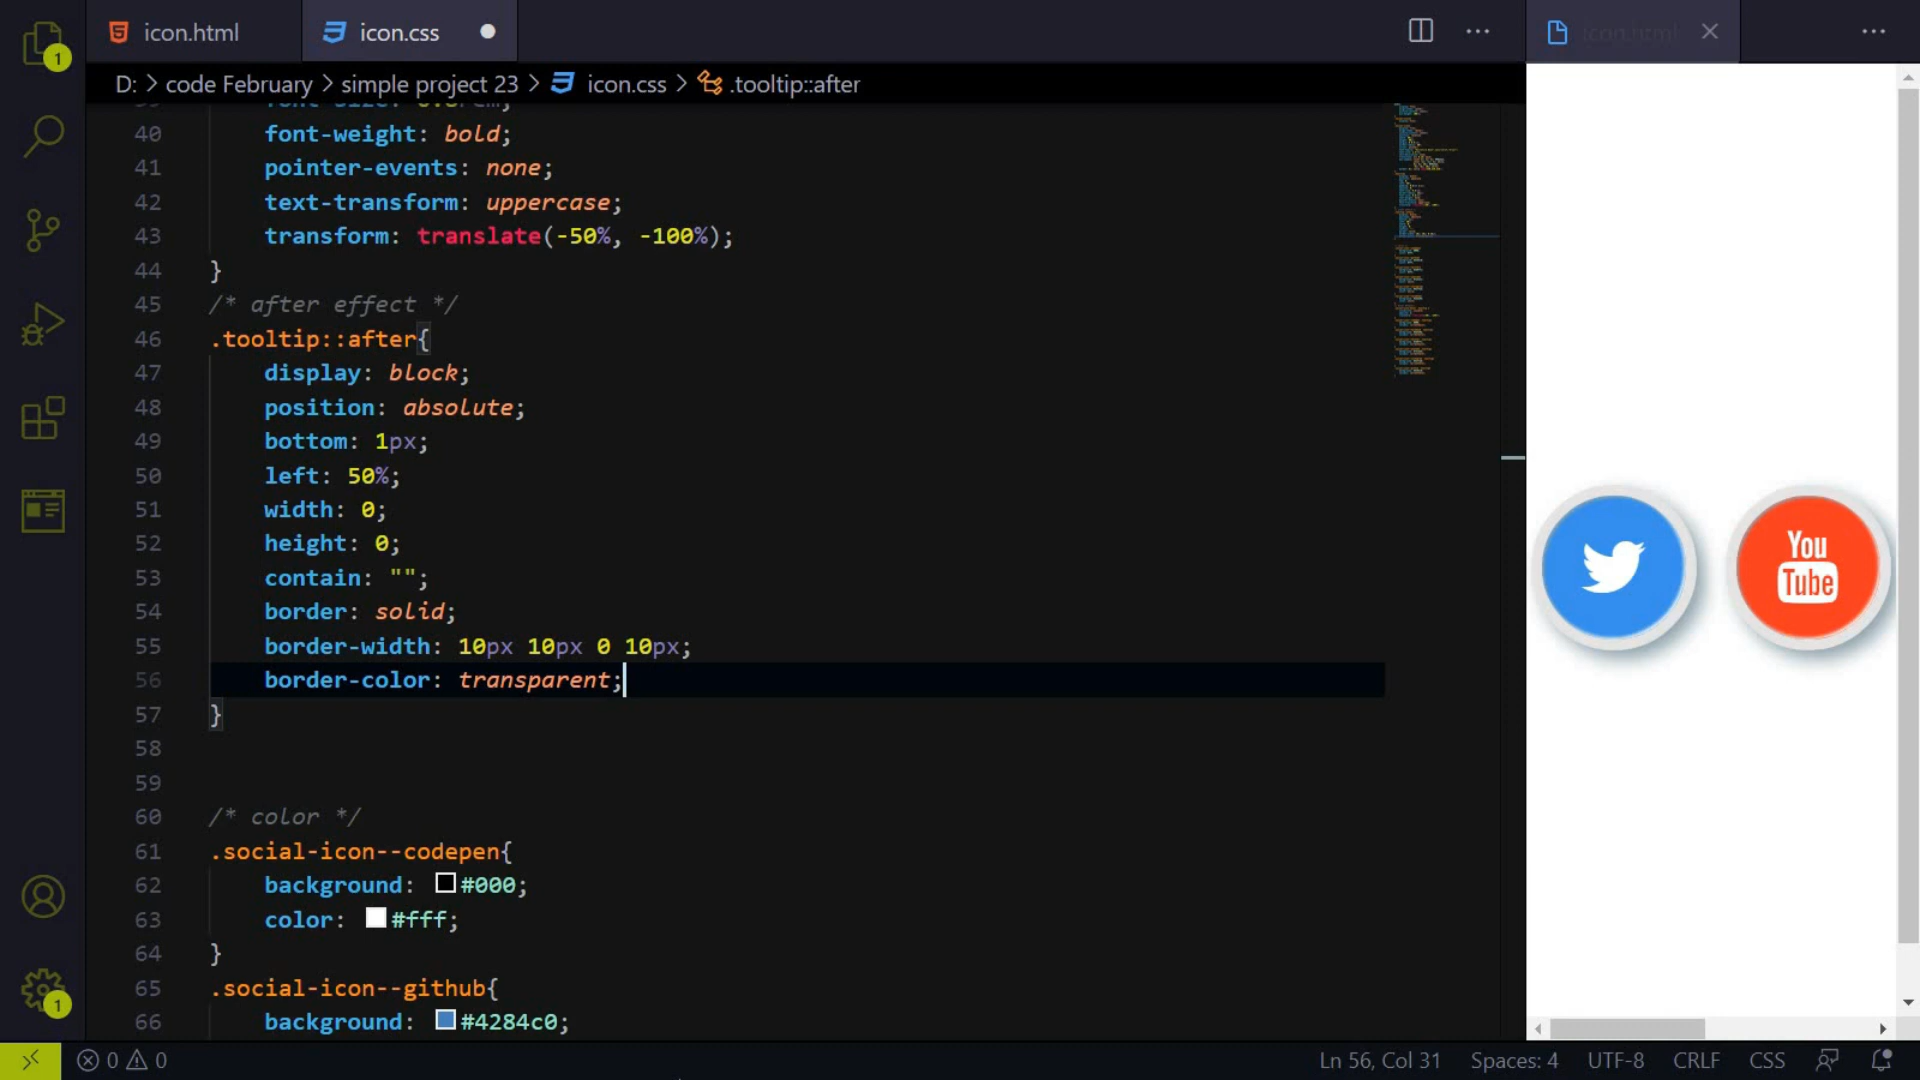 1
icon.html
icon.css
icon.html
D: > code February > simple project 23 > icon.css > .tooltip::after
40 font-weight: bold;
41 pointer-events: none;
42 text-transform: uppercase;
43 transform: translate(-50%, -100%);
44 }
45 /* after effect */
46 .tooltip::after{
47 display: block;
48 position: absolute;
49 bottom: 1px;
50 left: 50%;
51 width: 0;
52 height: 0;
53 contain: "";
54 border: solid;
55 border-width: 10px 10px 0 10px;
56 border-color: transparent;
57 }
58
59
60 /* color */
61 .social-icon--codepen{
62 background: #000;
63 color: #fff;
64 }
65 .social-icon--github{
66 background: #4284c0;
You
Tube
1
0 0
Ln 56, Col 31 Spaces: 4 UTF-8 CRLF CSS